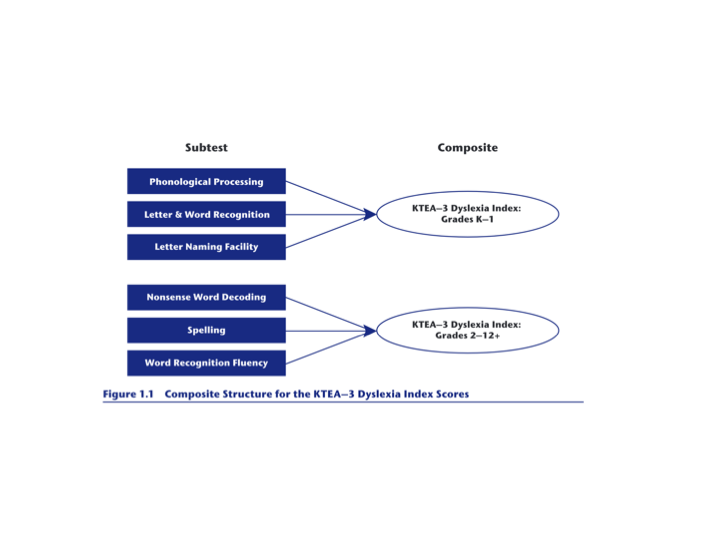 Subtest
Composite
Phonological Processing
Letter & Word Recognition
Letter Naming Facility
KTEA–3 Dyslexia Index:
Grades K–1
Nonsense Word Decoding
Spelling
Word Recognition Fluency
KTEA–3 Dyslexia Index:
Grades 2–12+
Figure 1.1 Composite Structure for the KTEA–3 Dyslexia Index Scores